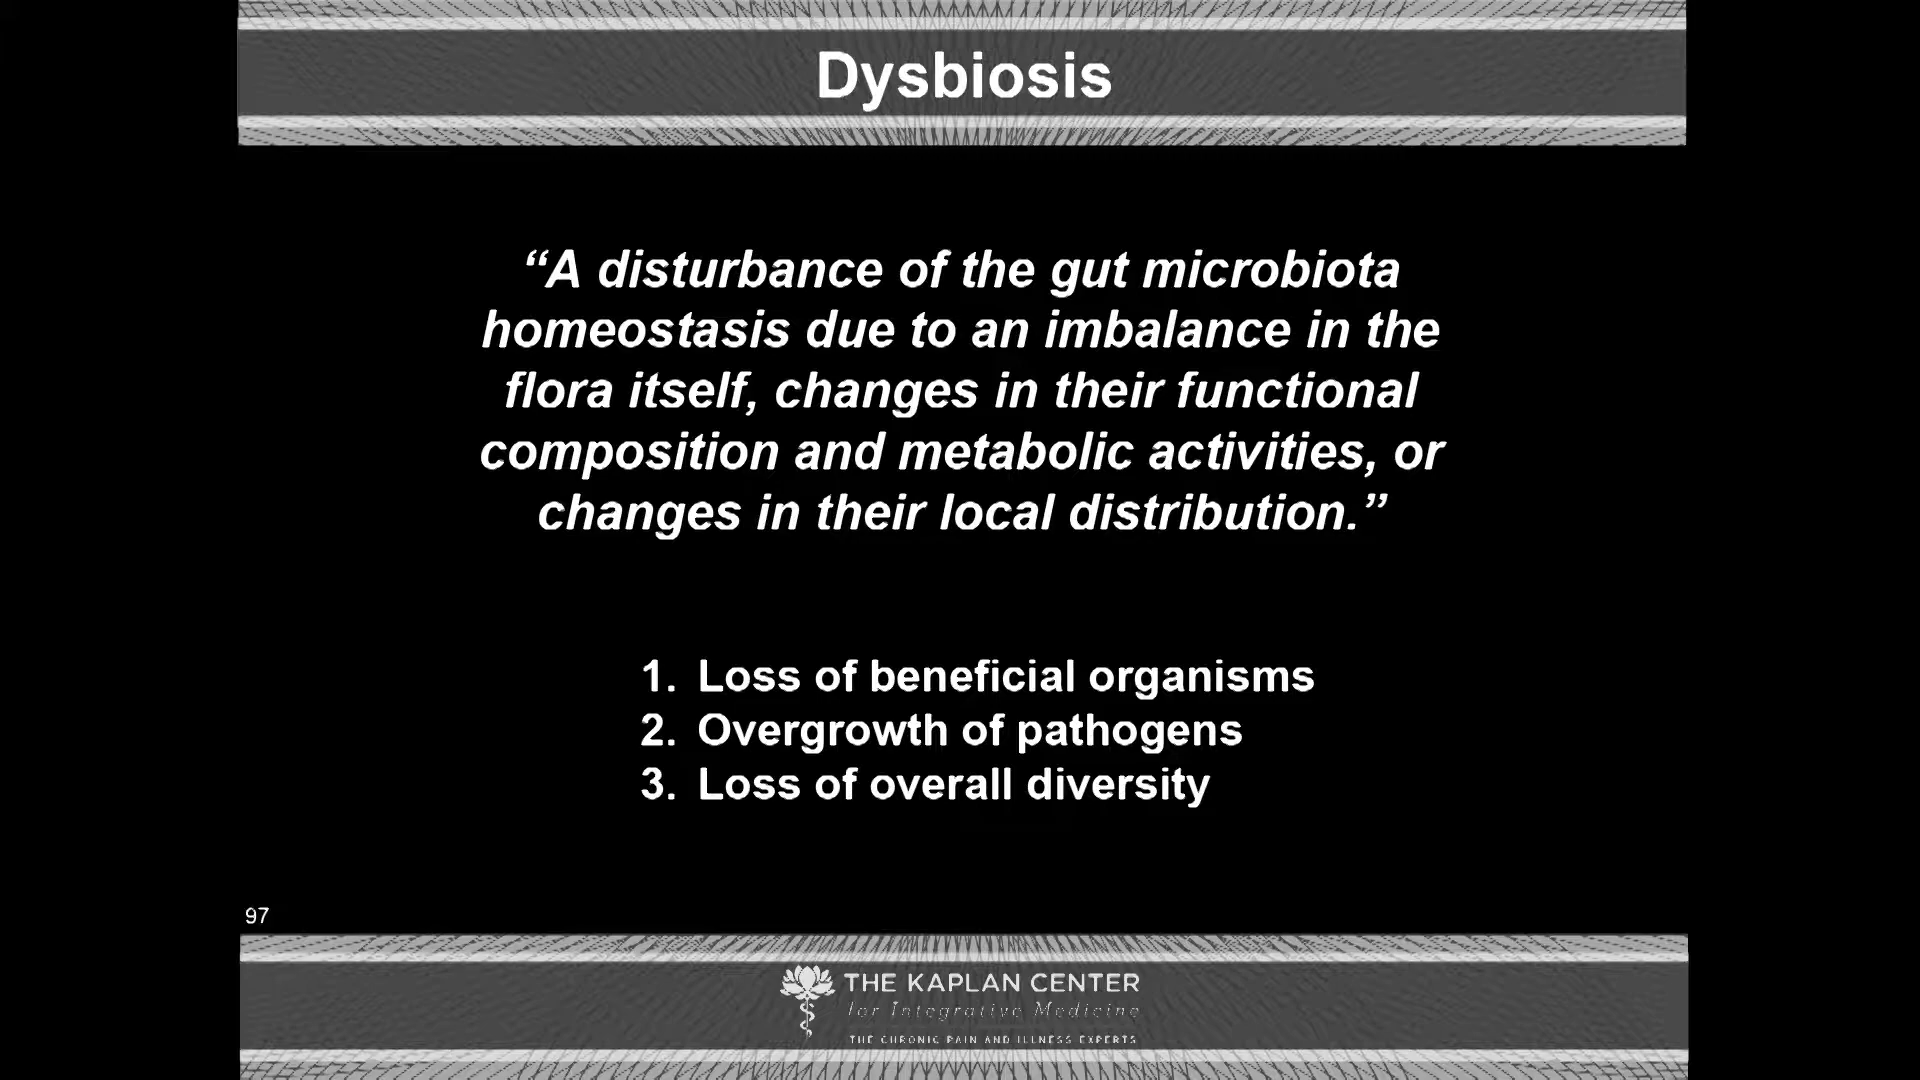 Dysbiosis
“A disturbance of the gut microbiota
homeostasis due to an imbalance in the
flora itself, changes in their functional
composition and metabolic activities, or
changes in their local distribution.”
1. Loss of beneficial organisms
2. Overgrowth of pathogens
3. Loss of overall diversity
97
THE KAPLAN CENTER
for Integrative Medicine
THE CHRONIC PAIN AND ILLNESS EXPERTS